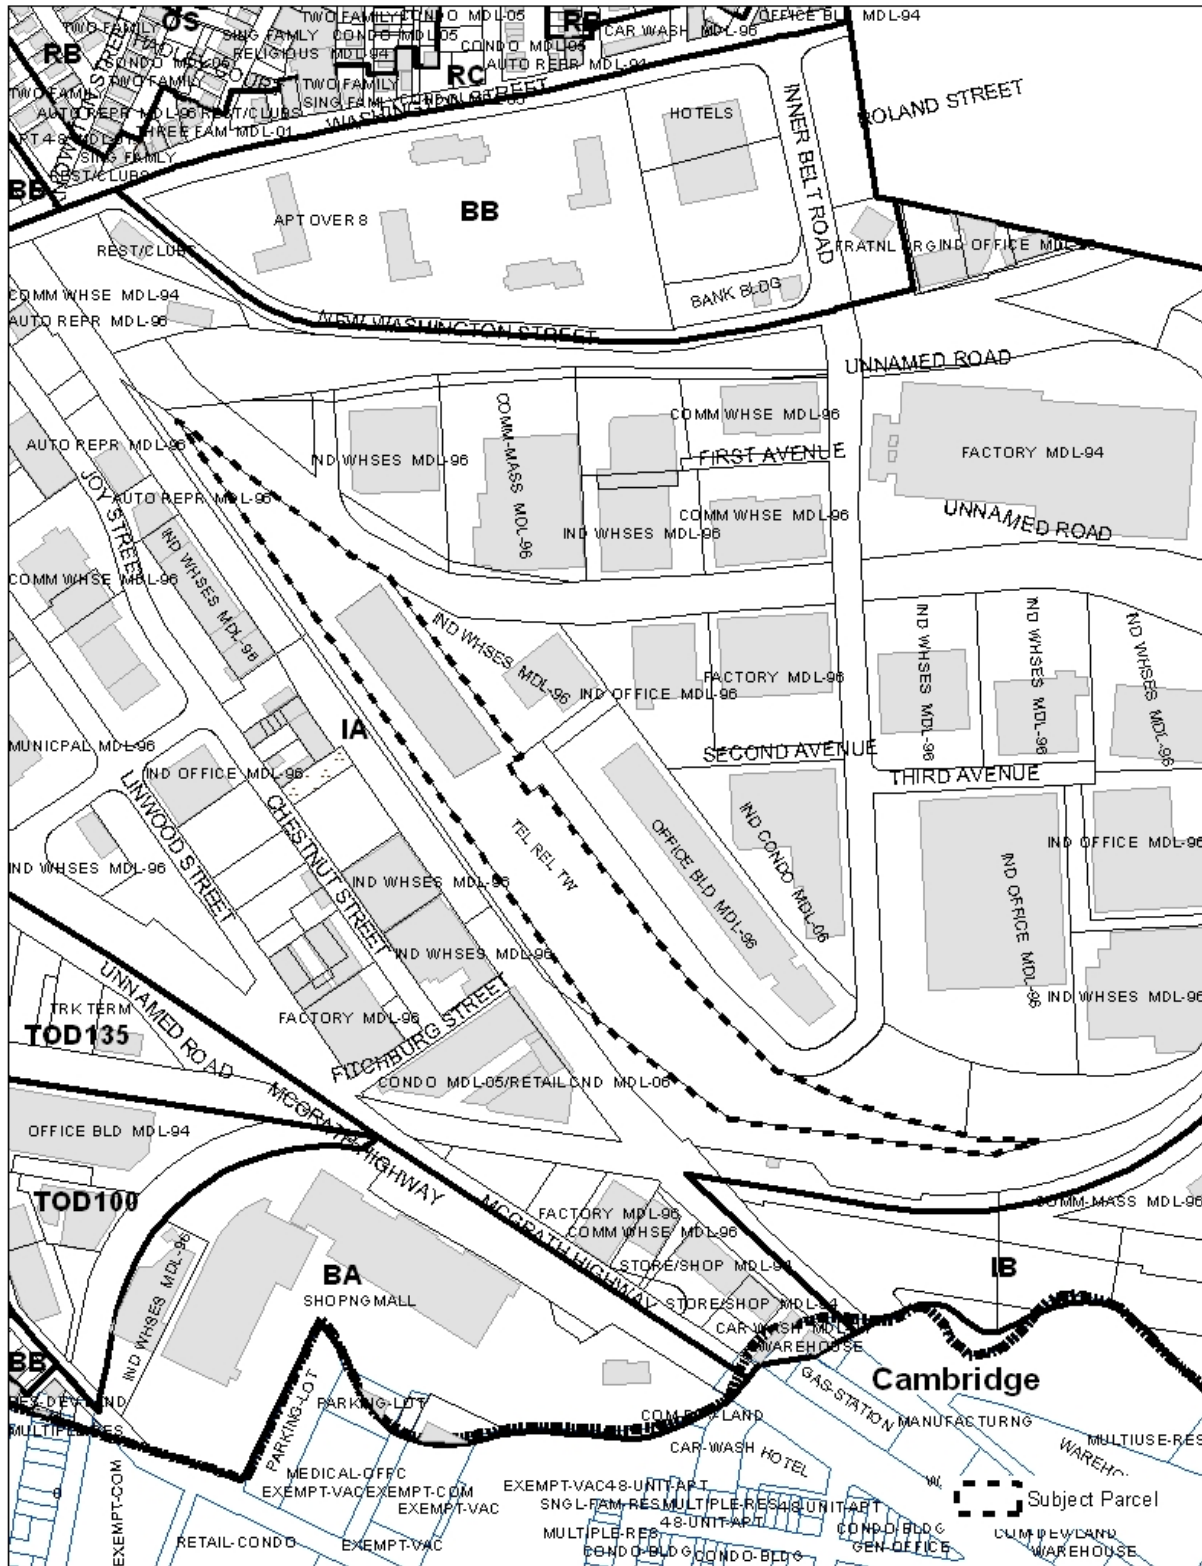 TWO FAMILY
OS
TWO FAMILY
CONDO MDL-05
RB
OFFICE BLD MDL-94
SING FAMILY
CONDO MDL-05
CAR WASH MDL-96
RB
RELIGIOUS MDL-94
CONDO MDL-05
CONDO MDL-05
AUTO REPR MDL-94
RC
TWO FAMILY
TWO FAMILY
TWO FAMILY
SING FAMILY
CONDO MDL-05
WASHINGTON STREET
AUTO REPR MDL-96
REST/CLUBS
THREE FAM MDL-01
SING FAMILY
REST/CLUBS
BB
HOTELS
INNER BELT ROAD
ROLAND STREET
APT OVER 8
BB
REST/CLUBS
FRATNL ORG
IND OFFICE MDL-96
BANK BLDG
COMM WHSE MDL-94
AUTO REPR MDL-96
NEW WASHINGTON STREET
UNNAMED ROAD
COMM WHSE MDL-96
COMM-MASS MDL-96
AUTO REPR MDL-96
IND WHSES MDL-96
FIRST AVENUE
FACTORY MDL-94
JOY STREET
AUTO REPR MDL-96
COMM WHSE MDL-96
UNNAMED ROAD
IND WHSES MDL-96
IND WHSES MDL-96
COMM WHSE MDL-96
IND WHSES MDL-96
IND WHSES MDL-96
IND WHSES MDL-96
IND WHSES MDL-96
FACTORY MDL-96
IND OFFICE MDL-96
IA
MUNICPAL MDL-96
SECOND AVENUE
IND OFFICE MDL-96
THIRD AVENUE
LINWOOD STREET
CHESTNUT STREET
TEL REL TW
OFFICE BLD MDL-96
IND CONDO MDL-06
IND OFFICE MDL-96
IND OFFICE MDL-96
IND WHSES MDL-96
IND WHSES MDL-96
IND WHSES MDL-96
IND WHSES MDL-96
UNNAMED ROAD
TRK TERM
FACTORY MDL-96
FITCHBURG STREET
TOD135
CONDO MDL-05/RETAIL CND MDL-06
MCGRATH HIGHWAY
OFFICE BLD MDL-94
TOD100
MCGRATH HIGHWAY
FACTORY MDL-96
COMM-MASS MDL-96
COMM WHSE MDL-96
IND WHSES MDL-96
STORE/SHOP MDL-94
BA
IB
SHOPNGMALL
STORE/SHOP MDL-94
CAR WASH MDL-
WAREHOUSE
BB
Cambridge
RES-DEV-LAND
PARKING-LOT
GAS-STATION
MULTIPLE-RES
PARKING-LOT
COM-DEV-LAND
MANUFACTURNG
CAR-WASH
HOTEL
MULTIUSE-RES
MEDICAL-OFFC
EXEMPT-COM
EXEMPT-VAC
EXEMPT-COM
EXEMPT-VAC
48-UNIT-APT
EXEMPT-VAC
SNGL-FAM-RES
MULTIPLE-RES
48-UNIT-APT
48-UNIT-APT
Subject Parcel
RETAIL-CONDO
EXEMPT-VAC
MULTIPLE-RES
CONDO-BLDG
CONDO-BLDG
CONDO-BLDG
GEN-OFFICE
COM-DEV-LAND
WAREHOUSE